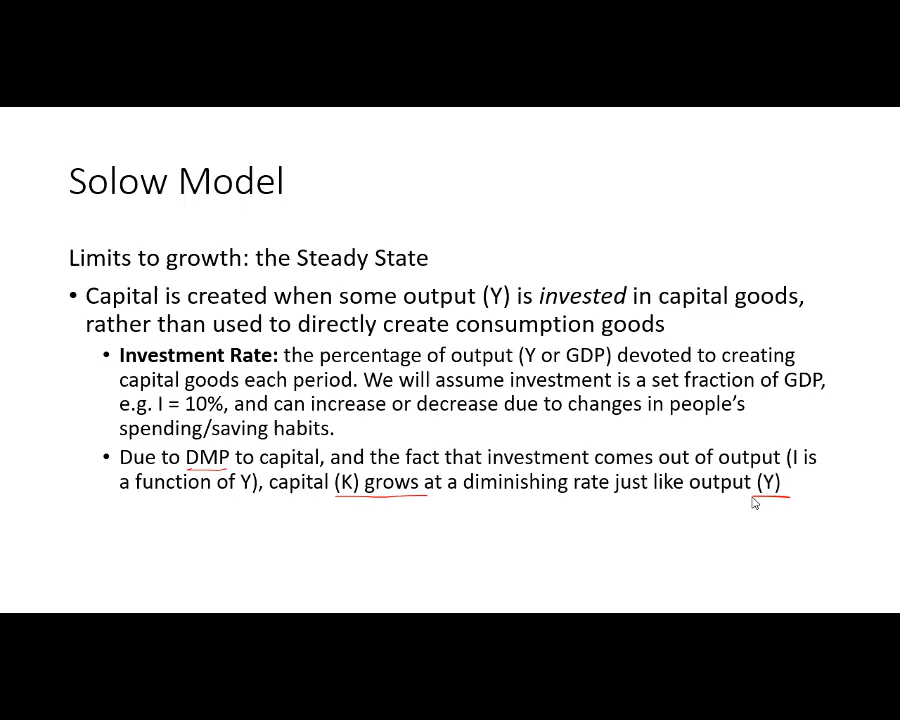 Solow Model
Limits to growth: the Steady State
• Capital is created when some output (Y) is invested in capital goods,
rather than used to directly create consumption goods
• Investment Rate: the percentage of output (Y or GDP) devoted to creating
capital goods each period. We will assume investment is a set fraction of GDP,
e.g. I = 10%, and can increase or decrease due to changes in people’s
spending/saving habits.
• Due to DMP to capital, and the fact that investment comes out of output (I is
a function of Y), capital (K) grows at a diminishing rate just like output (Y)